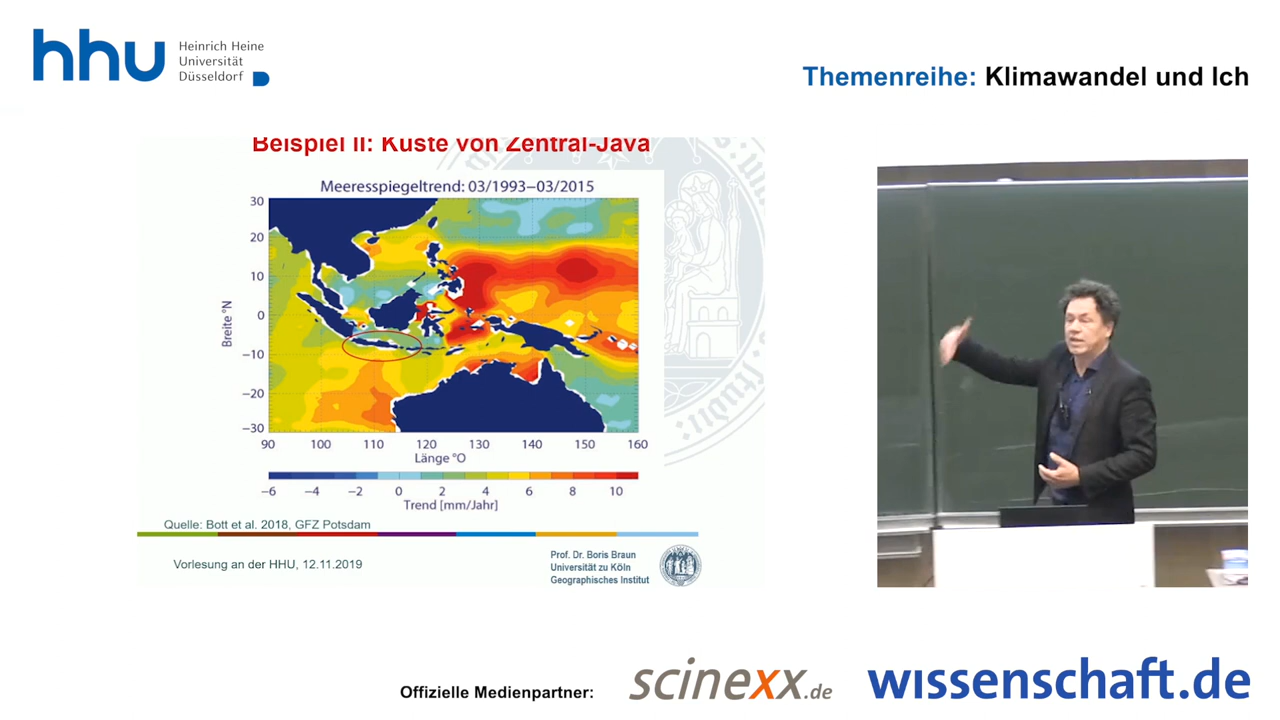 hhu Heinrich Heine
Universität
Düsseldorf
Themenreihe: Klimawandel und Ich
Beispiel II: Küste von Zentral-Java
Meeresspiegeltrend: 03/1993–03/2015
30
20
10
0
−10
−20
−30
Breite °N
90 100 110 120 130 140 150 160
Länge °O
−6 −4 −2 0 2 4 6 8 10
Trend [mm/Jahr]
Quelle: Bott et al. 2018, GFZ Potsdam
Vorlesung an der HHU, 12.11.2019
Prof. Dr. Boris Braun
Universität zu Köln
Geographisches Institut
Offizielle Medienpartner:
scinexx.de
wissenschaft.de